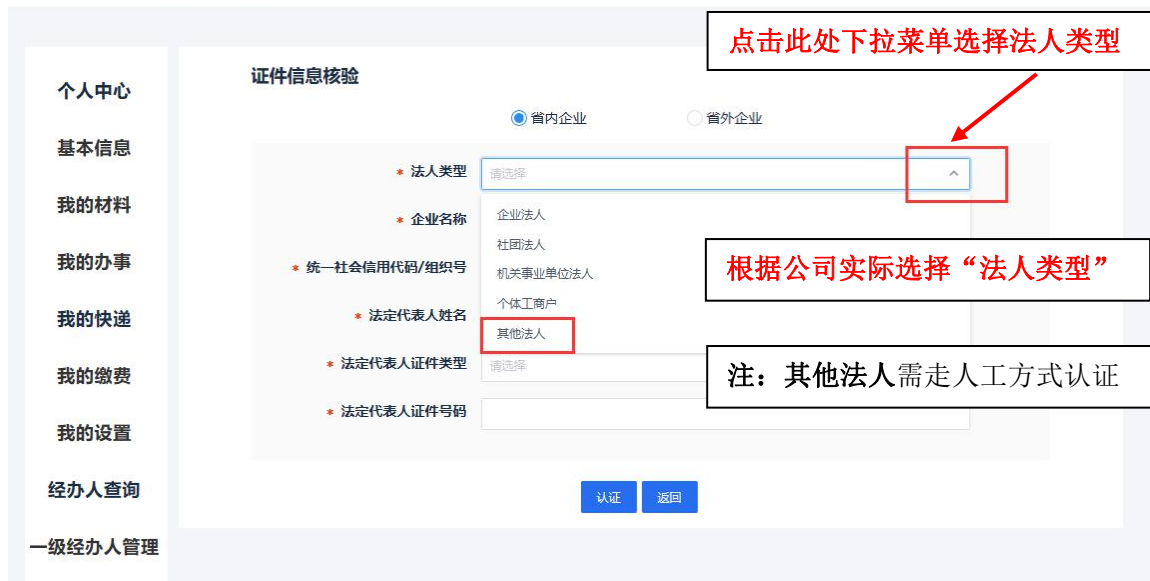 点击此处下拉菜单选择法人类型
个人中心
基本信息
我的材料
我的办事
我的快递
我的缴费
我的设置
经办人查询
一级经办人管理
证件信息核验
省内企业 省外企业
* 法人类型 请选择
* 企业名称
* 统一社会信用代码/组织号
* 法定代表人姓名
* 法定代表人证件类型 请选择
* 法定代表人证件号码
企业法人
社团法人
机关事业单位法人
个体工商户
其他法人
根据公司实际选择“法人类型”
注：其他法人需走人工方式认证
认证 返回